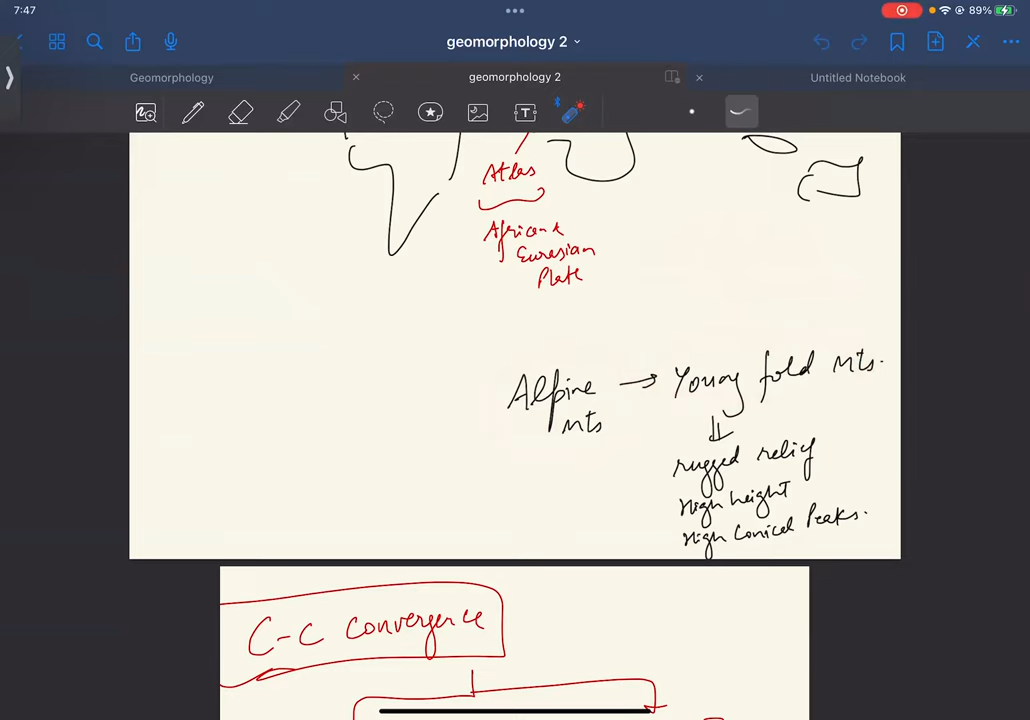 7:47
89%
geomorphology 2
Geomorphology
geomorphology 2
Untitled Notebook
Atlas
African &
Eurasian
Plate
Alpine → Young fold Mts.
Mts
rugged relief
High height
High Conical Peaks.
C-C convergence